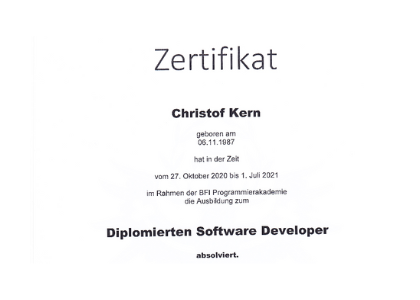 Zertifikat
Christof Kern
geboren am
06.11.1987
hat in der Zeit
vom 27. Oktober 2020 bis 1. Juli 2021
im Rahmen der BFI Programmierakademie
die Ausbildung zum
Diplomierten Software Developer
absolviert.